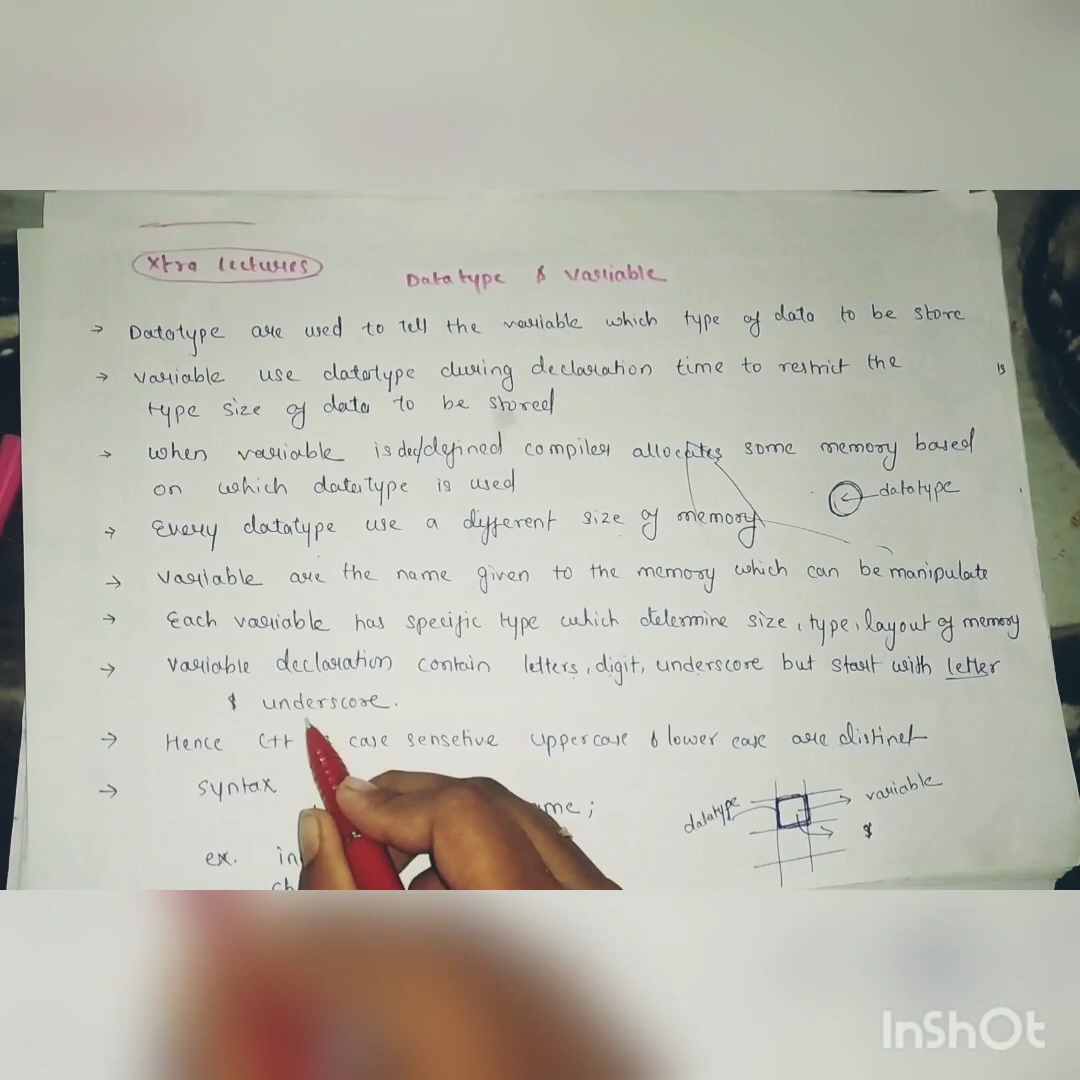 Xtra lectures
Datatype & Variable
→ Datatype are used to tell the variable which type of data to be store
→ Variable use datatype during declaration time to restrict the
type size of data to be stored
→ When variable is dec/defined compiler allocates some memory based
on which datatype is used
datatype
→ Every datatype use a different size of memory
→ Variable are the name given to the memory which can be manipulate
→ Each variable has specific type which determine size, type, layout of memory
→ Variable declaration contain letters, digit, underscore but start with letter
& underscore.
→ Hence C++ case sensetive uppercase & lower case are distinct
→ Syntax
datatype
variable
&
ex.
InShOt